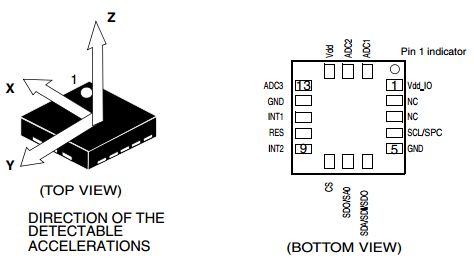 Z
X
1
Y
(TOP VIEW)
DIRECTION OF THE
DETECTABLE
ACCELERATIONS
Vdd
ADC2
ADC1
Pin 1 indicator
ADC3 13 1 Vdd_IO
GND NC
INT1 NC
RES SCL/SPC
INT2 9 5 GND
CS
SDO/SA0
SDA/SDI/SDO
(BOTTOM VIEW)